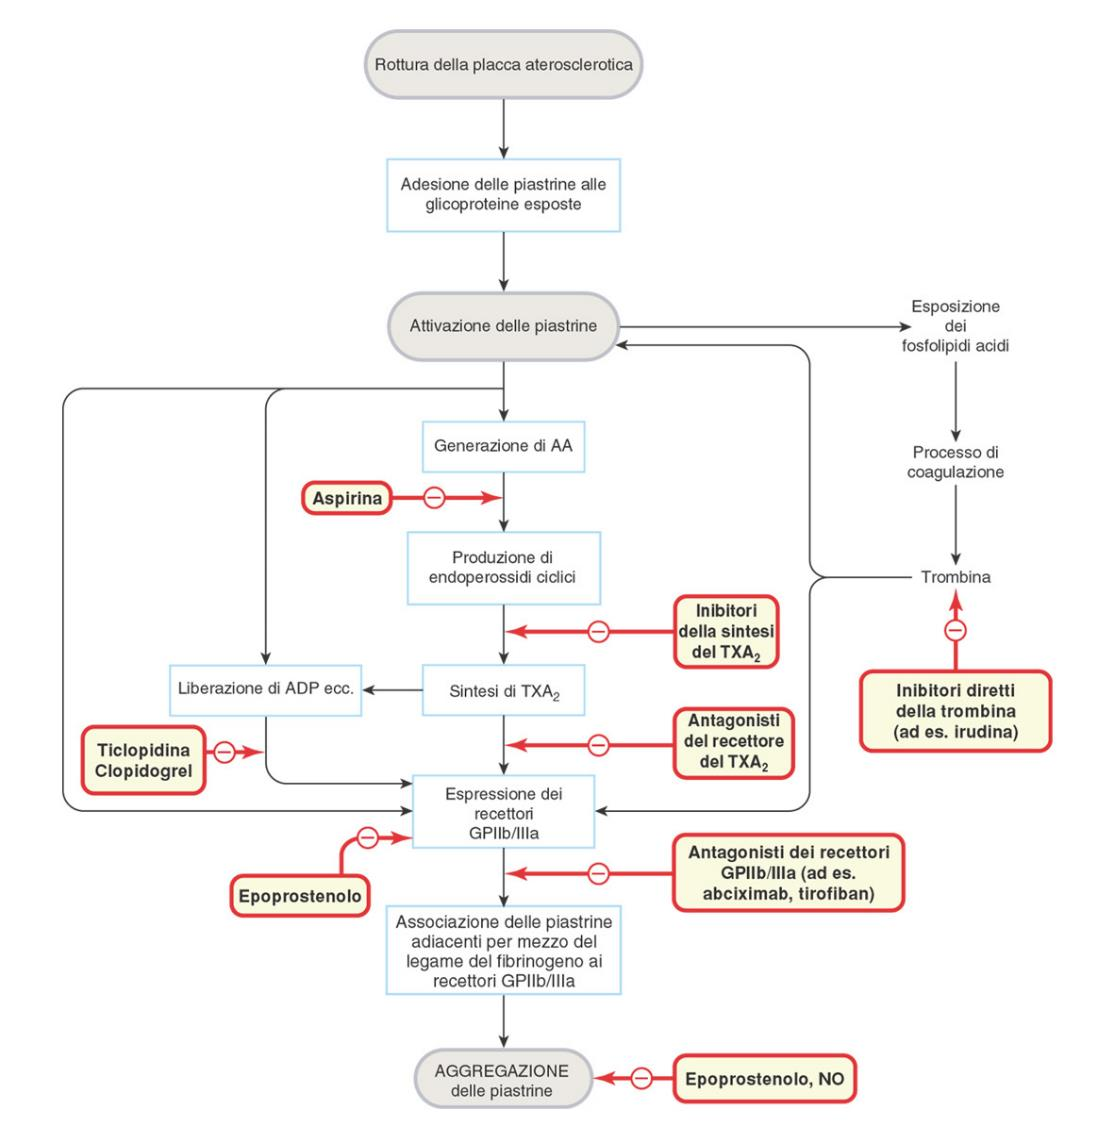 Rottura della placca aterosclerotica
Adesione delle piastrine alle
glicoproteine esposte
Attivazione delle piastrine
Esposizione
dei
fosfolipidi acidi
Generazione di AA
Processo di
coagulazione
Aspirina
Produzione di
endoperossidi ciclici
Trombina
Inibitori
della sintesi
del TXA₂
Liberazione di ADP ecc.
Sintesi di TXA₂
Inibitori diretti
della trombina
(ad es. irudina)
Ticlopidina
Clopidogrel
Antagonisti
del recettore
del TXA₂
Espressione dei
recettori
GPIIb/IIIa
Epoprostenolo
Antagonisti dei recettori
GPIIb/IIIa (ad es.
abciximab, tirofiban)
Associazione delle piastrine
adiacenti per mezzo del
legame del fibrinogeno ai
recettori GPIIb/IIIa
AGGREGAZIONE
delle piastrine
Epoprostenolo, NO